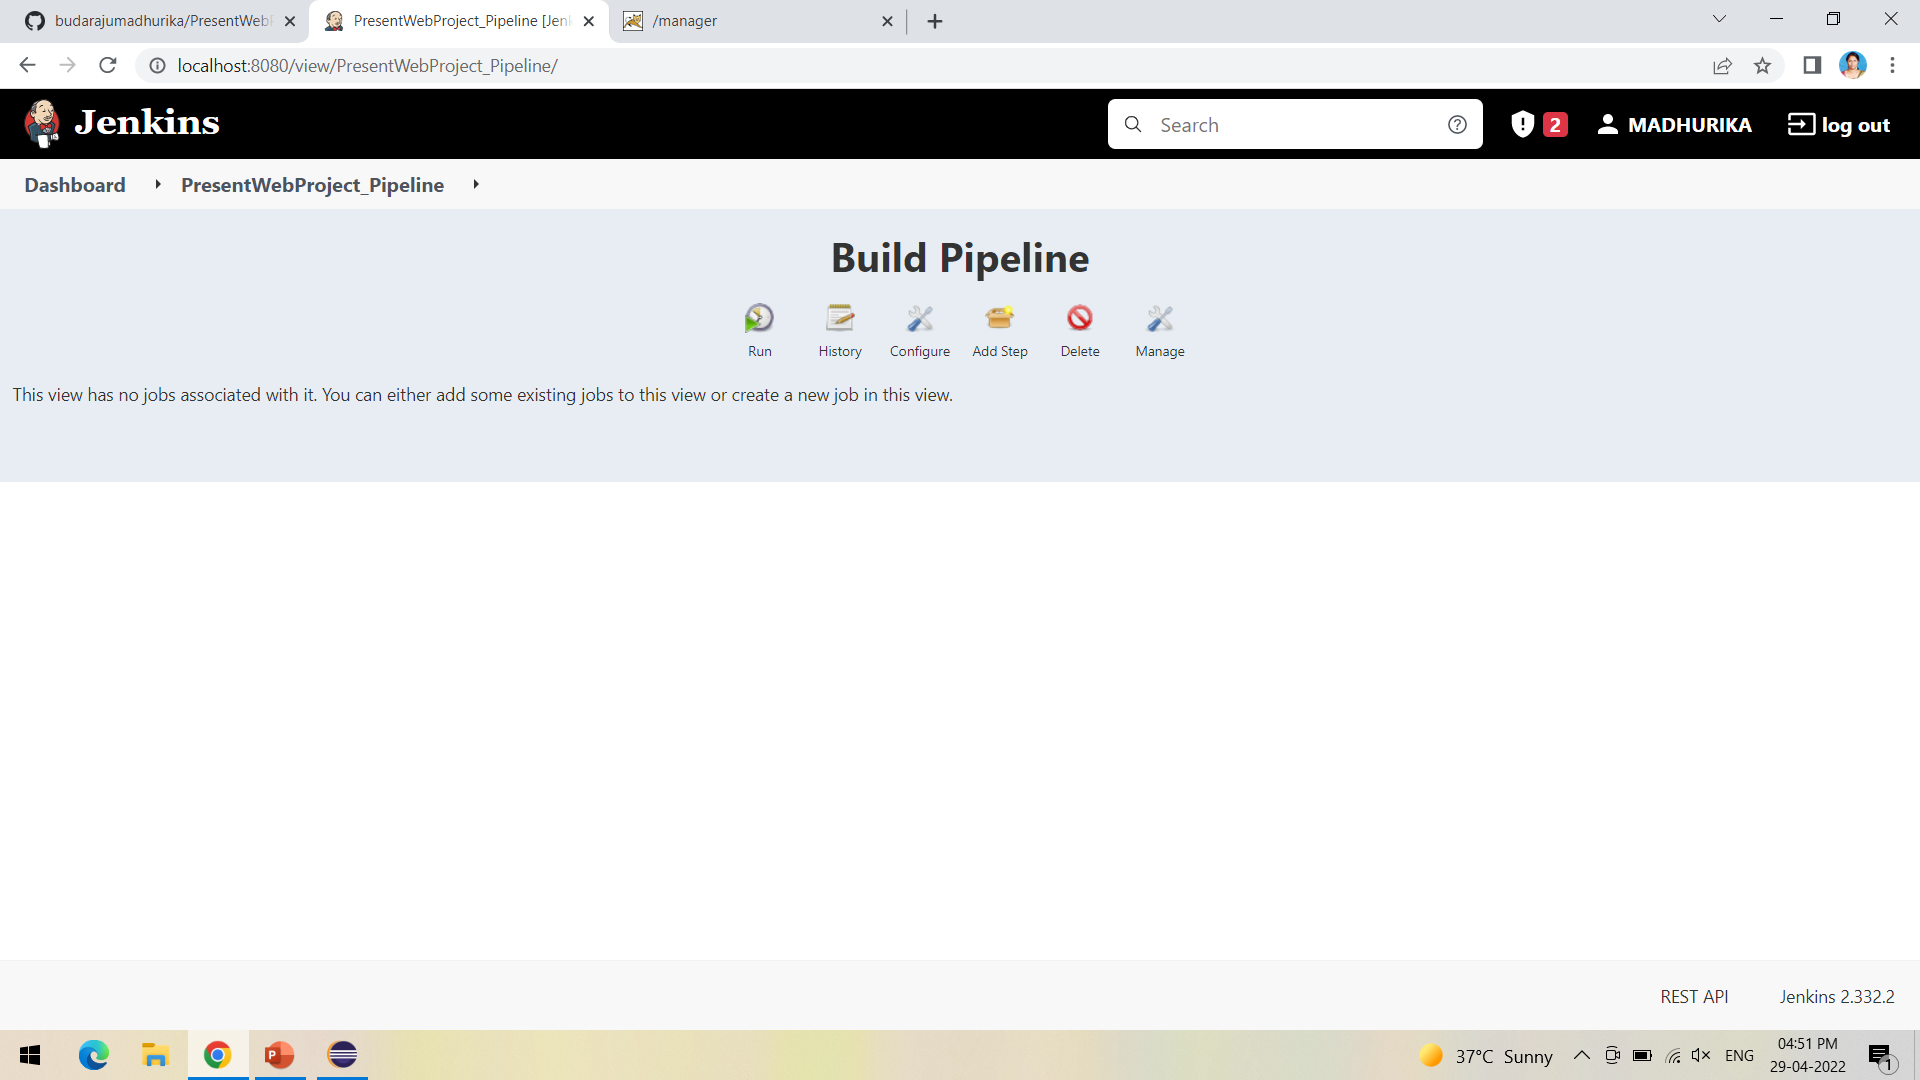 budarajumadhurika/PresentWebP
PresentWebProject_Pipeline [Jenk
/manager
localhost:8080/view/PresentWebProject_Pipeline/
Jenkins
Search
2
MADHURIKA
log out
Dashboard
PresentWebProject_Pipeline
Build Pipeline
Run
History
Configure
Add Step
Delete
Manage
This view has no jobs associated with it. You can either add some existing jobs to this view or create a new job in this view.
REST API
Jenkins 2.332.2
37°C Sunny
ENG
04:51 PM
29-04-2022
1